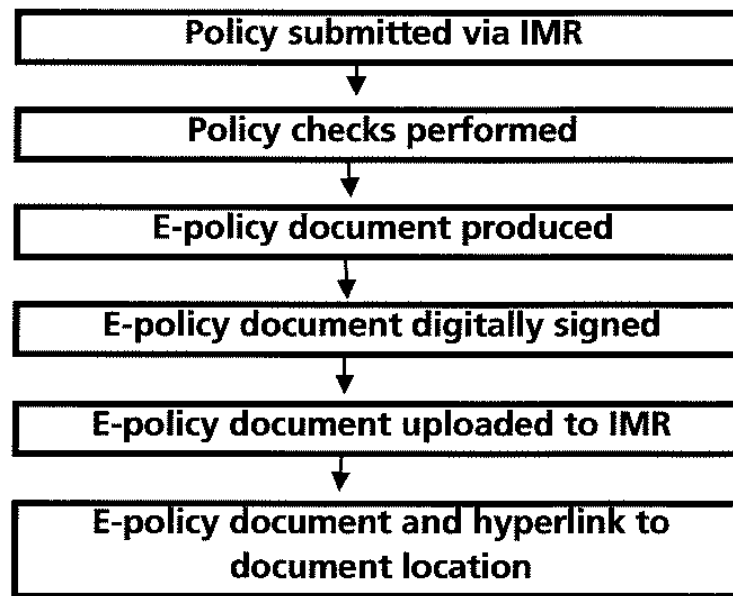 Policy submitted via IMR
Policy checks performed
E-policy document produced
E-policy document digitally signed
E-policy document uploaded to IMR
E-policy document and hyperlink to
document location